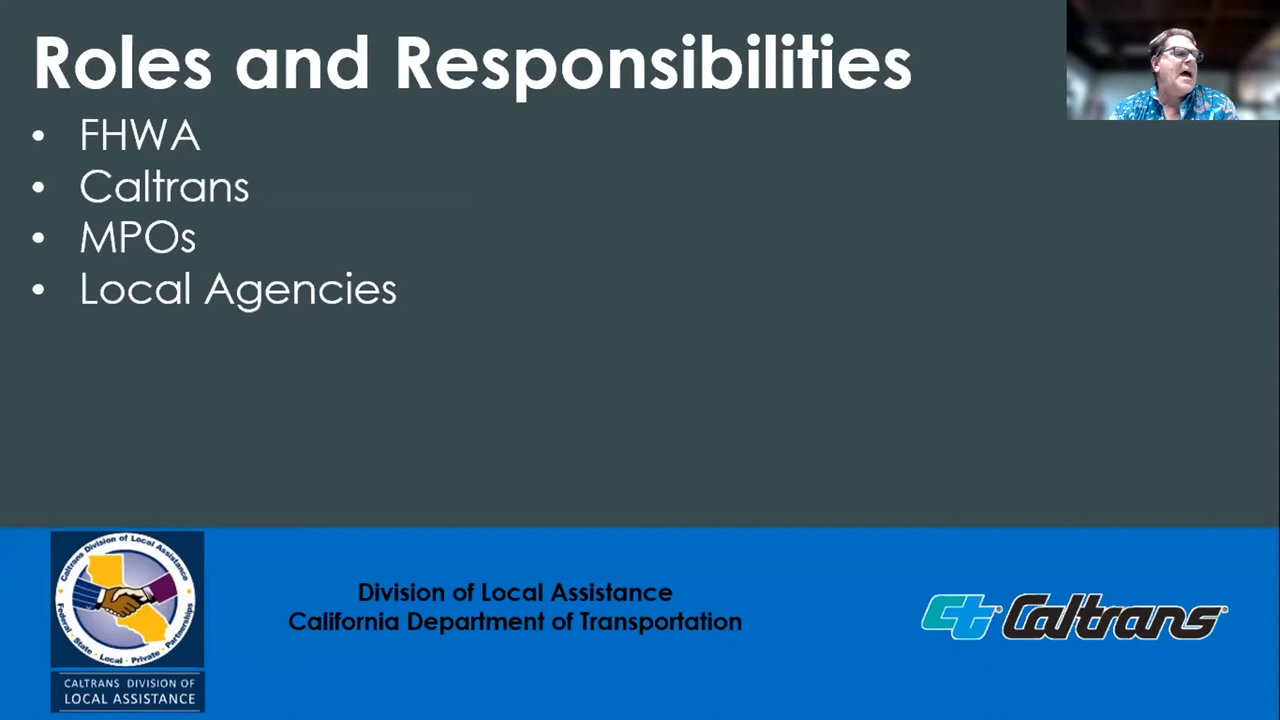 Roles and Responsibilities
• FHWA
• Caltrans
• MPOs
• Local Agencies
Caltrans Division of Local Assistance
Federal · State · Local · Private · Partnerships
CALTRANS DIVISION OF
LOCAL ASSISTANCE
Division of Local Assistance
California Department of Transportation
ct Caltrans